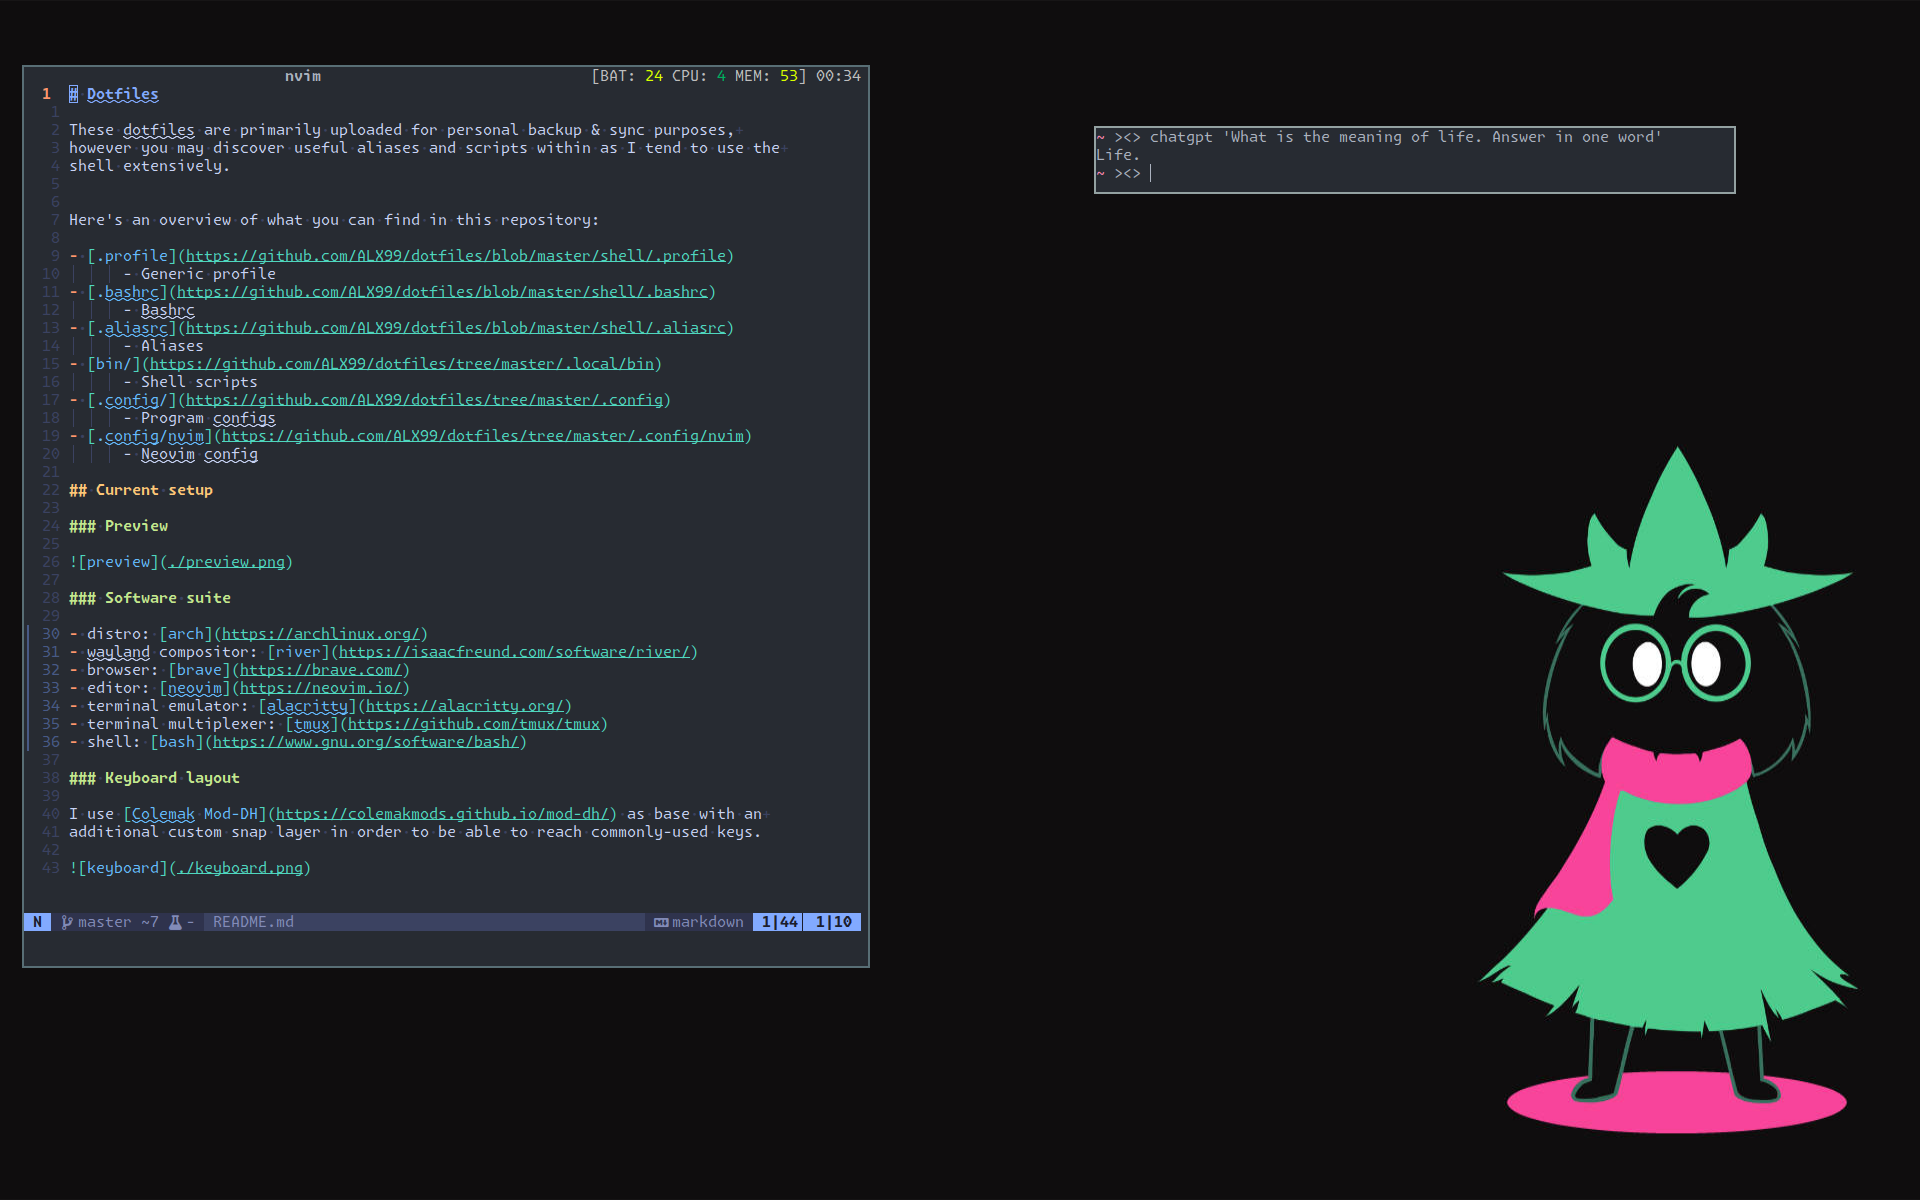 nvim [BAT: 24 CPU: 4 MEM: 53] 00:34
1 # Dotfiles
1
2 These dotfiles are primarily uploaded for personal backup & sync purposes,
3 however you may discover useful aliases and scripts within as I tend to use the
4 shell extensively.
5
6
7 Here's an overview of what you can find in this repository:
8
9 - [.profile](https://github.com/ALX99/dotfiles/blob/master/shell/.profile)
10 - Generic profile
11 - [.bashrc](https://github.com/ALX99/dotfiles/blob/master/shell/.bashrc)
12 - Bashrc
13 - [.aliasrc](https://github.com/ALX99/dotfiles/blob/master/shell/.aliasrc)
14 - Aliases
15 - [bin/](https://github.com/ALX99/dotfiles/tree/master/.local/bin)
16 - Shell scripts
17 - [.config/](https://github.com/ALX99/dotfiles/tree/master/.config)
18 - Program configs
19 - [.config/nvim](https://github.com/ALX99/dotfiles/tree/master/.config/nvim)
20 - Neovim config
21
22 ## Current setup
23
24 ### Preview
25
26 ![preview](./preview.png)
27
28 ### Software suite
29
30 - distro: [arch](https://archlinux.org/)
31 - wayland compositor: [river](https://isaacfreund.com/software/river/)
32 - browser: [brave](https://brave.com/)
33 - editor: [neovim](https://neovim.io/)
34 - terminal emulator: [alacritty](https://alacritty.org/)
35 - terminal multiplexer: [tmux](https://github.com/tmux/tmux)
36 - shell: [bash](https://www.gnu.org/software/bash/)
37
38 ### Keyboard layout
39
40 I use [Colemak Mod-DH](https://colemakmods.github.io/mod-dh/) as base with an
41 additional custom snap layer in order to be able to reach commonly-used keys.
42
43 ![keyboard](./keyboard.png)
N master ~7 - README.md markdown 1|44 1|10
~ ><> chatgpt 'What is the meaning of life. Answer in one word'
Life.
~ ><>